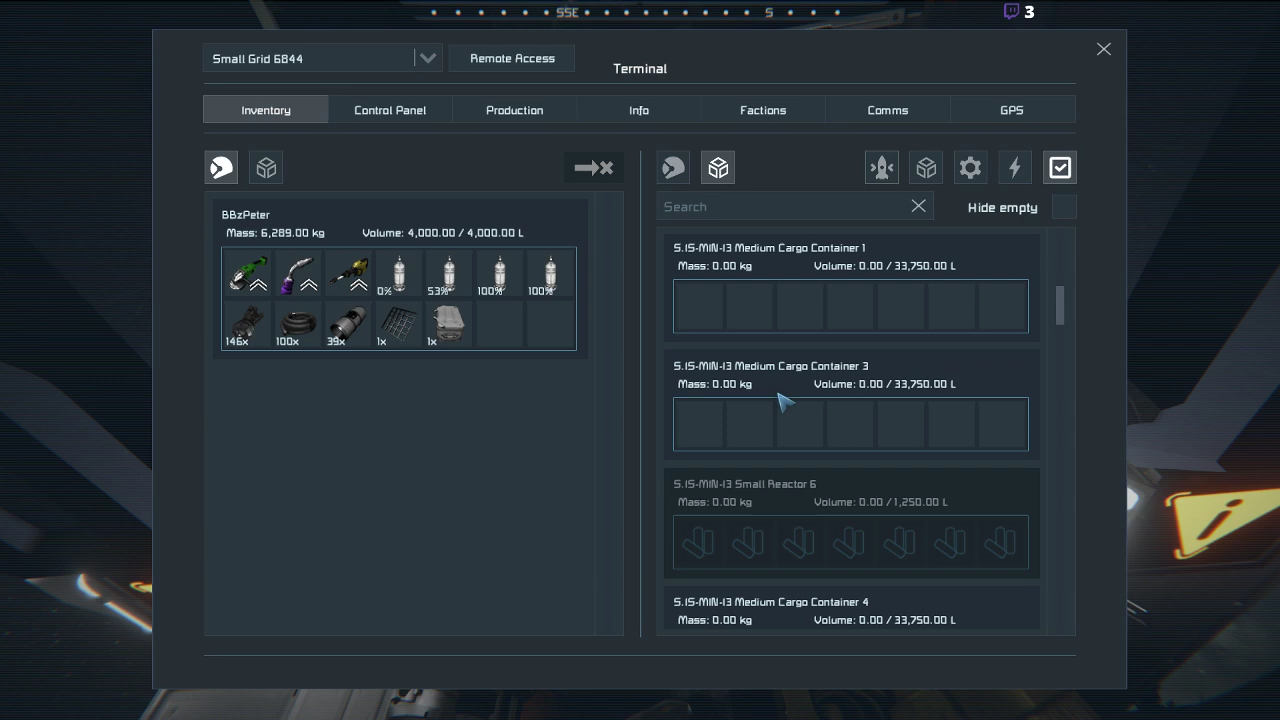 SSE S
3
Small Grid 6844
Remote Access
Terminal
Inventory
Control Panel
Production
Info
Factions
Comms
GPS
BBzPeter
Mass: 6,289.00 kg Volume: 4,000.00 / 4,000.00 L
0% 53% 100% 100%
146x 100x 39x 1x 1x
Search
Hide empty
S.15-MIN-13 Medium Cargo Container 1
Mass: 0.00 kg Volume: 0.00 / 33,750.00 L
S.15-MIN-13 Medium Cargo Container 3
Mass: 0.00 kg Volume: 0.00 / 33,750.00 L
S.15-MIN-13 Small Reactor 6
Mass: 0.00 kg Volume: 0.00 / 1,250.00 L
S.15-MIN-13 Medium Cargo Container 4
Mass: 0.00 kg Volume: 0.00 / 33,750.00 L